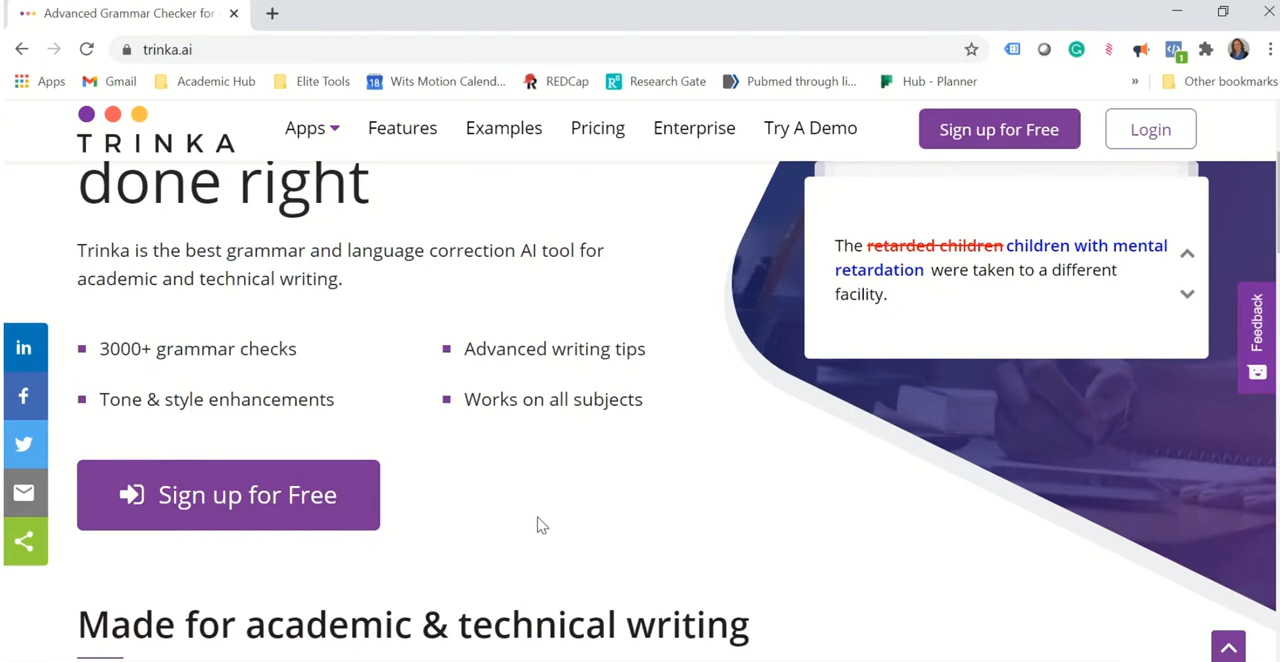 Advanced Grammar Checker for
trinka.ai
1
Apps
Gmail
Academic Hub
Elite Tools
18
Wits Motion Calend...
REDCap
Research Gate
Pubmed through li...
Hub - Planner
»
Other bookmarks
TRINKA
Apps
Features
Examples
Pricing
Enterprise
Try A Demo
Sign up for Free
Login
done right
Trinka is the best grammar and language correction AI tool for
academic and technical writing.
3000+ grammar checks
Advanced writing tips
Tone & style enhancements
Works on all subjects
Sign up for Free
The retarded children children with mental
retardation were taken to a different
facility.
Feedback
in
Made for academic & technical writing